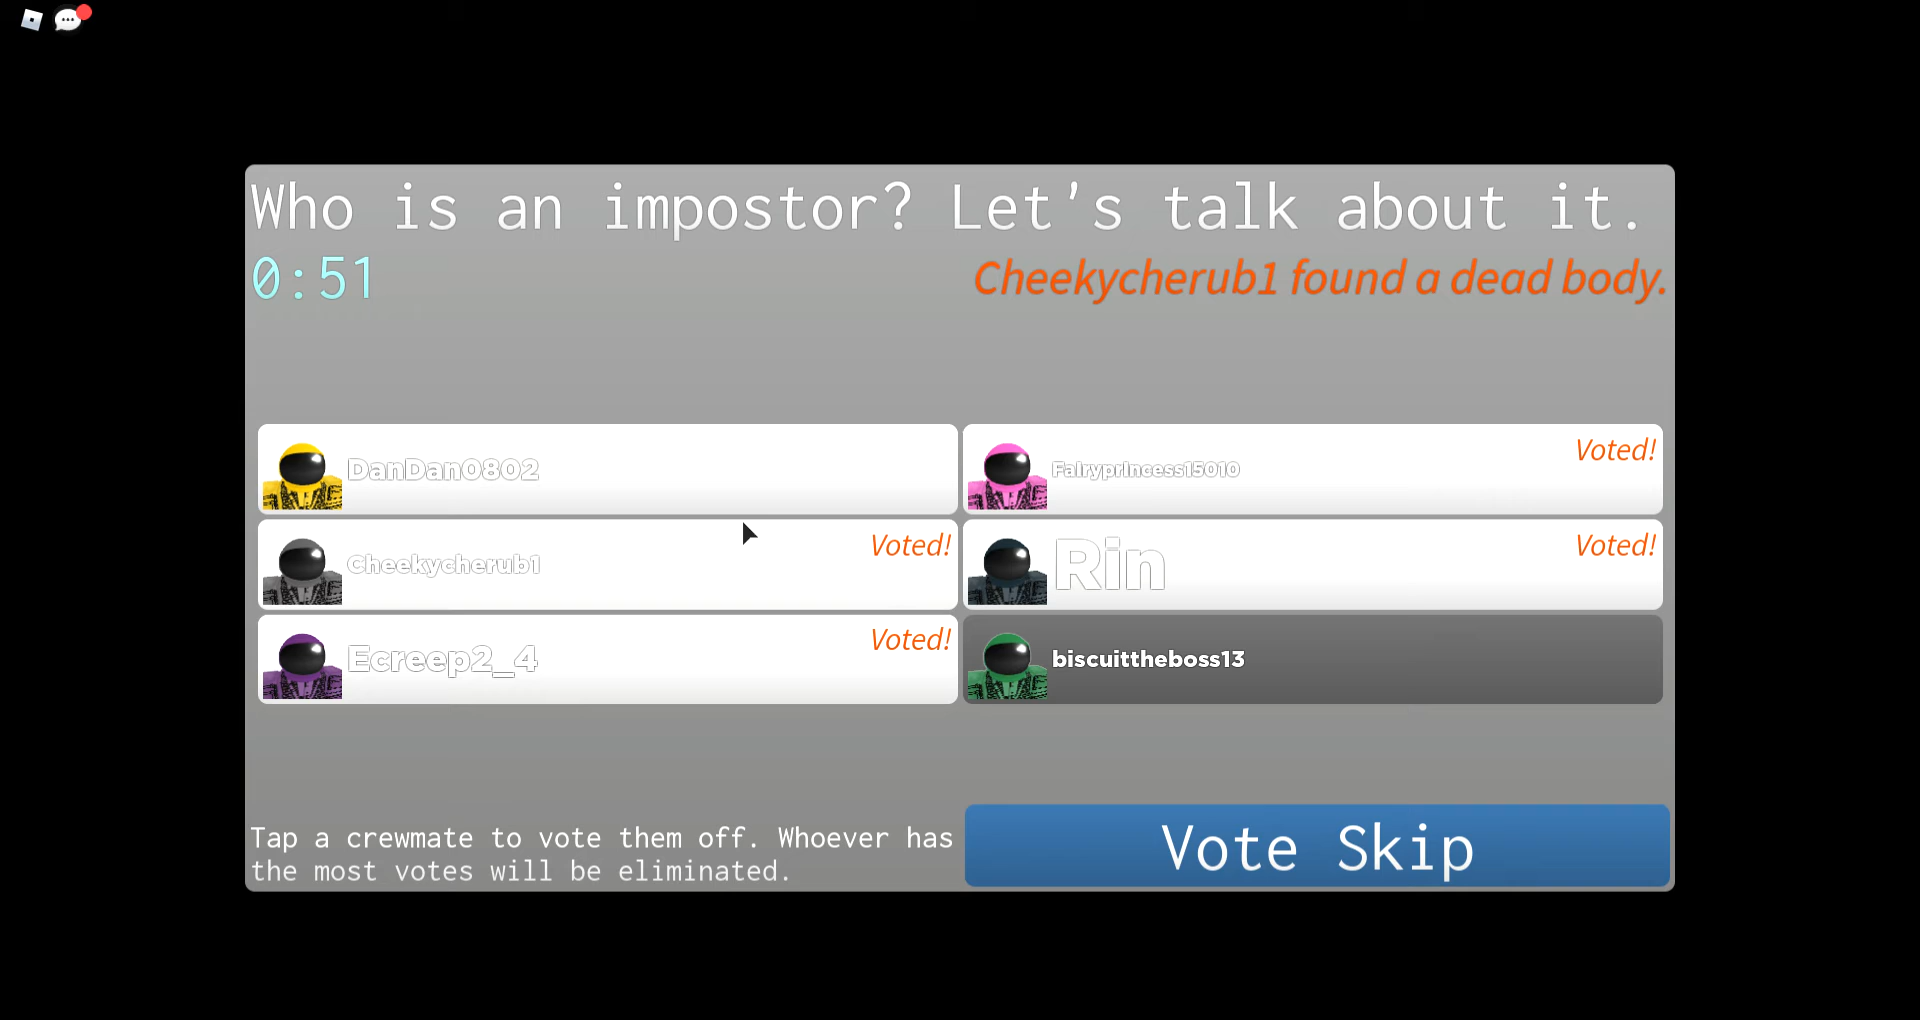 Who is an impostor? Let's talk about it.
0:51
Cheekycherub1 found a dead body.
DanDan0802
Fairyprincess15010
Voted!
Cheekycherub1
Voted!
Rin
Voted!
Ecreep2_4
Voted!
biscuittheboss13
Tap a crewmate to vote them off. Whoever has
the most votes will be eliminated.
Vote Skip